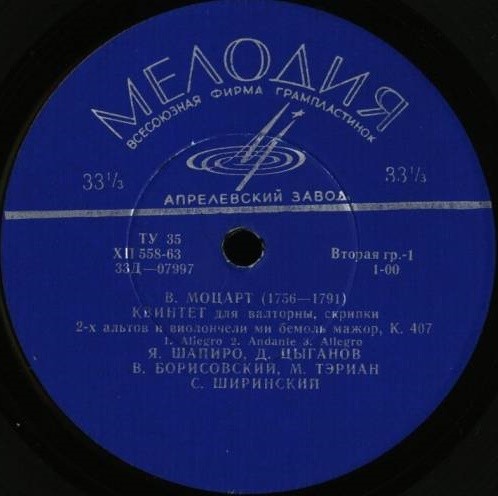 МЕЛОДИЯ
ВСЕСОЮЗНАЯ ФИРМА ГРАМПЛАСТИНОК
33⅓ 33⅓
АПРЕЛЕВСКИЙ ЗАВОД
ТУ 35
ХП 558-63 Вторая гр.-1
33Д—07997 1-00
В. МОЦАРТ (1756—1791)
КВИНТЕТ для валторны, скрипки
2-х альтов и виолончели ми бемоль мажор, К. 407
1. Allegro 2. Andante 3. Allegro
Я. ШАПИРО, Д. ЦЫГАНОВ
В. БОРИСОВСКИЙ, М. ТЭРИАН
С. ШИРИНСКИЙ